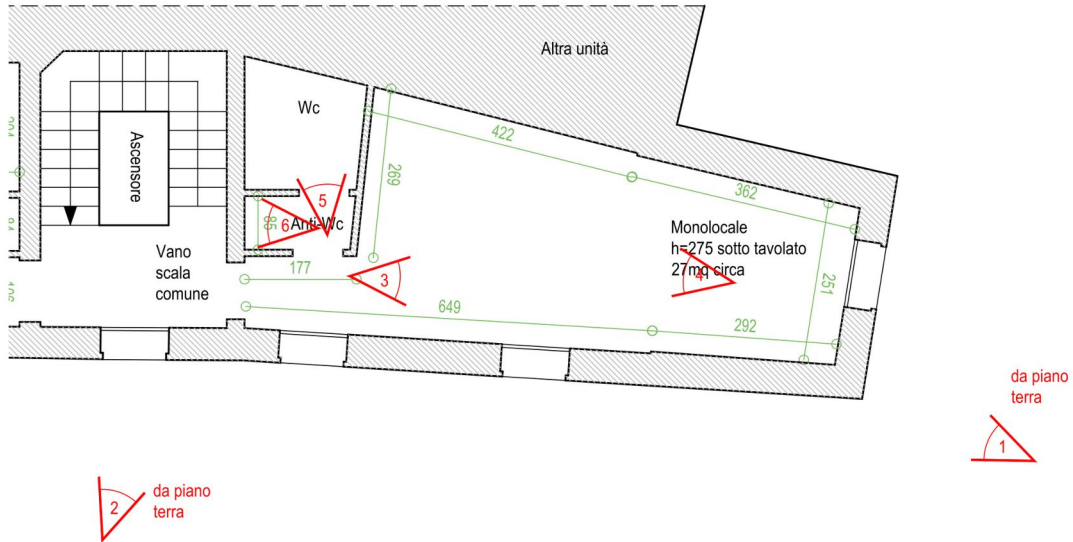 Altra unità
Wc
422
Ascensore
269
362
5
6
85
Anti-Wc
Monolocale
h=275 sotto tavolato
27mq circa
4
251
Vano
scala
comune
177
3
649
292
da piano
terra
1
da piano
terra
2